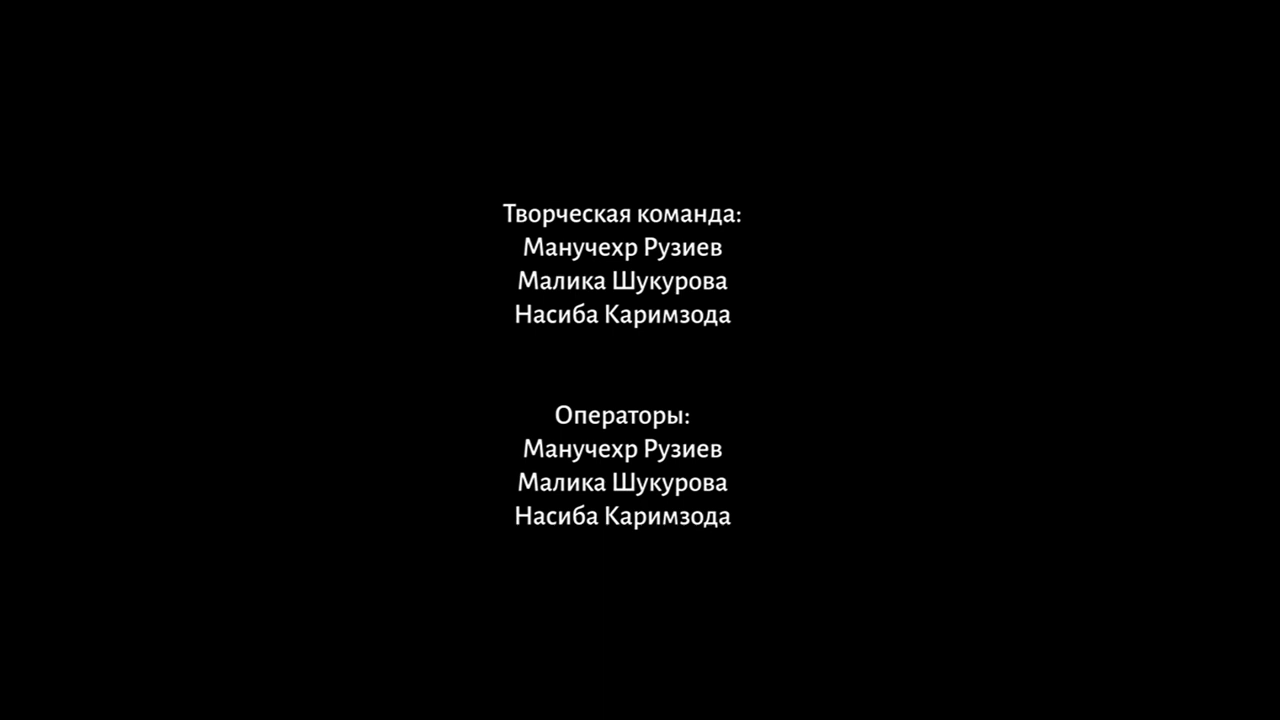 Творческая команда:
Манучехр Рузиев
Малика Шукурова
Насиба Каримзода
Операторы:
Манучехр Рузиев
Малика Шукурова
Насиба Каримзода